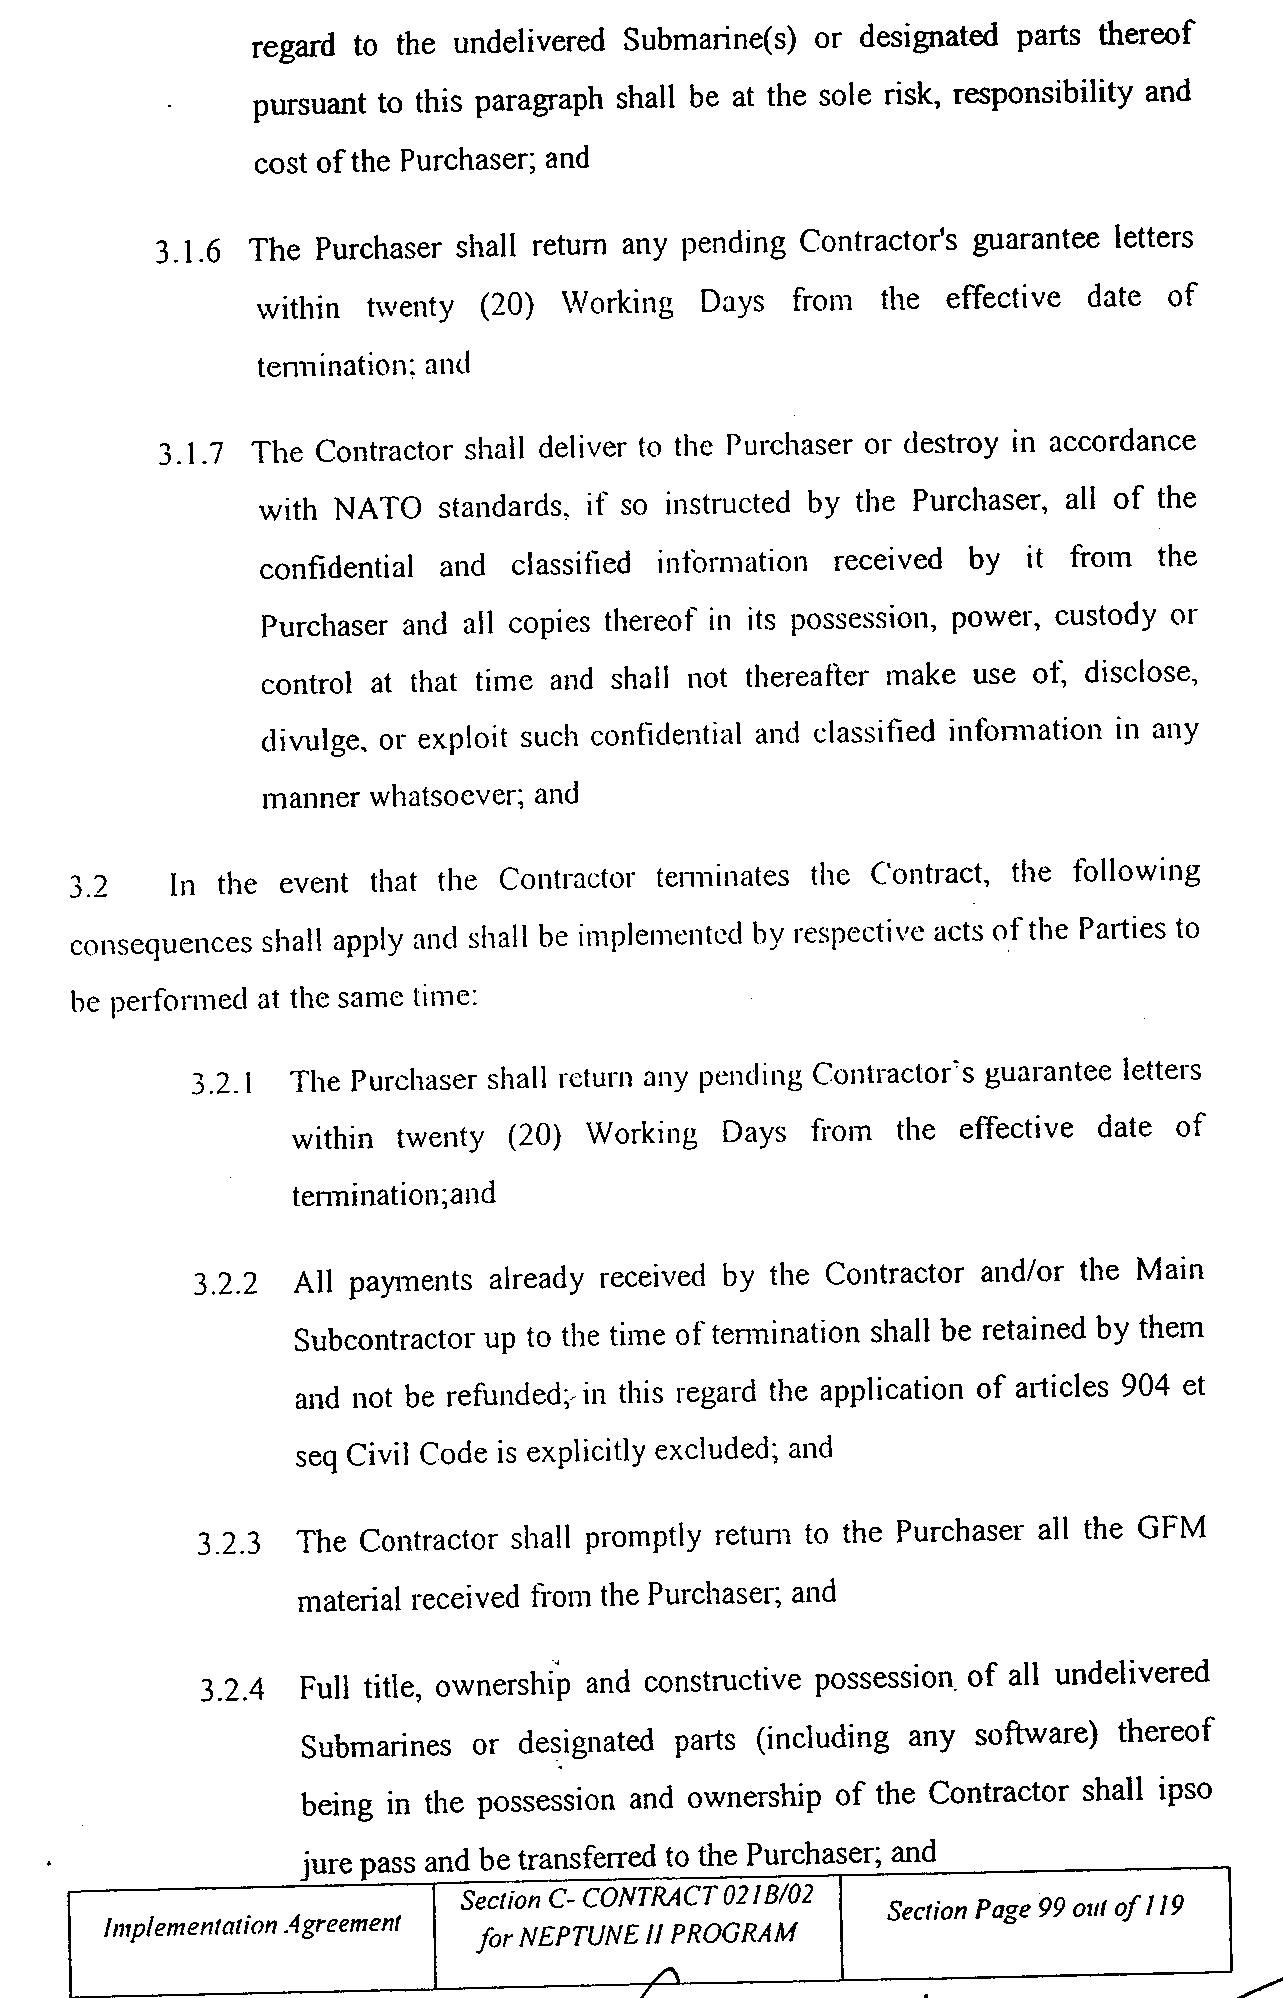 regard to the undelivered Submarine(s) or designated parts thereof
pursuant to this paragraph shall be at the sole risk, responsibility and
cost of the Purchaser; and
3.1.6 The Purchaser shall return any pending Contractor's guarantee letters
within twenty (20) Working Days from the effective date of
termination; and
3.1.7 The Contractor shall deliver to the Purchaser or destroy in accordance
with NATO standards, if so instructed by the Purchaser, all of the
confidential and classified information received by it from the
Purchaser and all copies thereof in its possession, power, custody or
control at that time and shall not thereafter make use of, disclose,
divulge, or exploit such confidential and classified information in any
manner whatsoever; and
3.2 In the event that the Contractor terminates the Contract, the following
consequences shall apply and shall be implemented by respective acts of the Parties to
be performed at the same time:
3.2.1 The Purchaser shall return any pending Contractor's guarantee letters
within twenty (20) Working Days from the effective date of
termination;and
3.2.2 All payments already received by the Contractor and/or the Main
Subcontractor up to the time of termination shall be retained by them
and not be refunded; in this regard the application of articles 904 et
seq Civil Code is explicitly excluded; and
3.2.3 The Contractor shall promptly return to the Purchaser all the GFM
material received from the Purchaser; and
3.2.4 Full title, ownership and constructive possession of all undelivered
Submarines or designated parts (including any software) thereof
being in the possession and ownership of the Contractor shall ipso
jure pass and be transferred to the Purchaser; and
Implementation Agreement
Section C- CONTRACT 021B/02
for NEPTUNE II PROGRAM
Section Page 99 out of 119